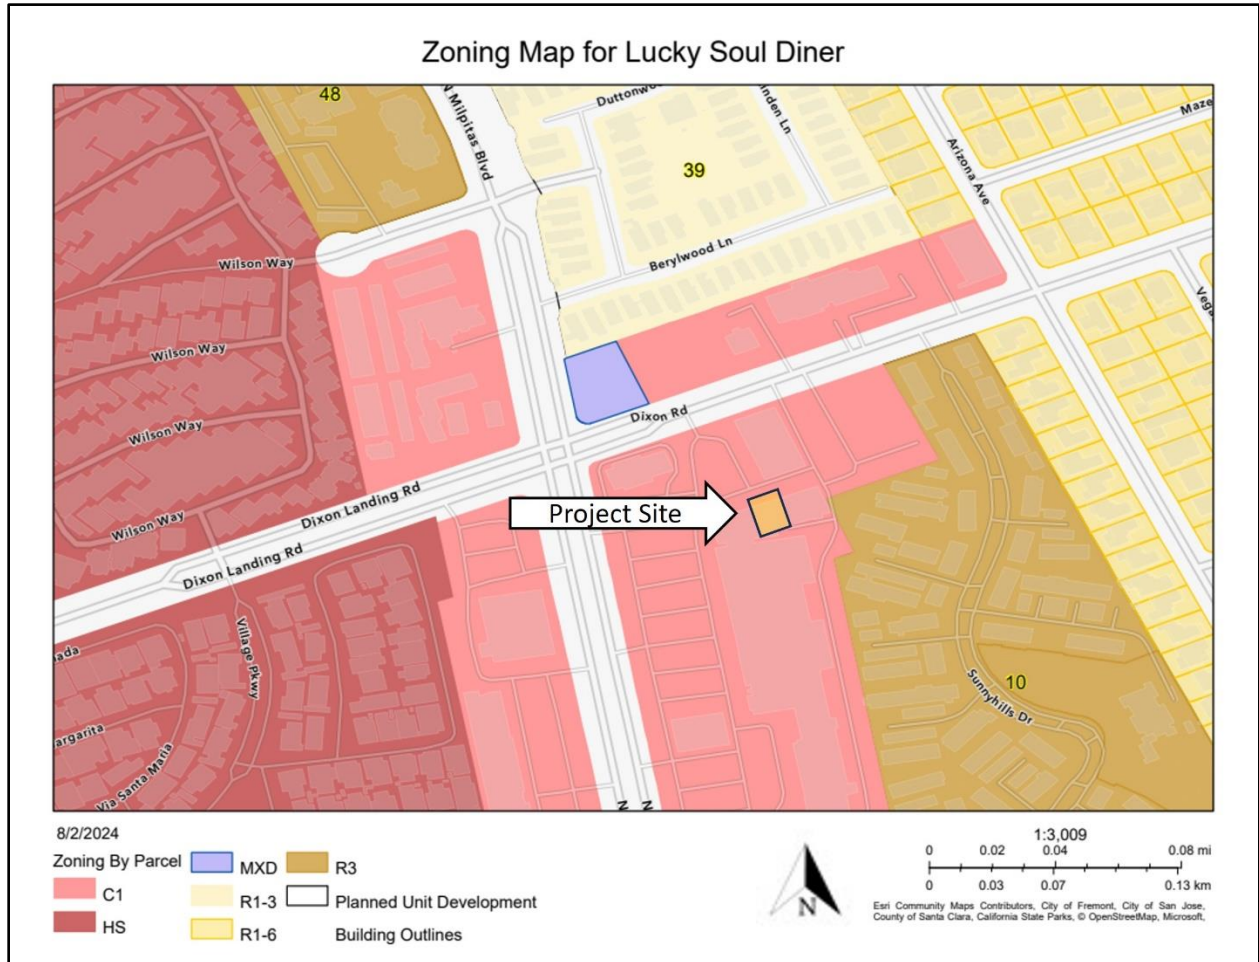 Zoning Map for Lucky Soul Diner
48
N Milpitas Blvd
39
Arizona Ave
Berylwood Ln
Wilson Way
Wilson Way
Wilson Way
Wilson Way
Dixon Rd
Dixon Landing Rd
Dixon Landing Rd
Project Site
Village Pkwy
Via Santa Maria
10
Sunnyhills Dr
N
N
8/2/2024
Zoning By Parcel
C1
HS
MXD
R1-3
R1-6
R3
Planned Unit Development
Building Outlines
N
1:3,009
0 0.02 0.04 0.08 mi
0 0.03 0.07 0.13 km
Esri Community Maps Contributors, City of Fremont, City of San Jose,
County of Santa Clara, California State Parks, © OpenStreetMap, Microsoft,